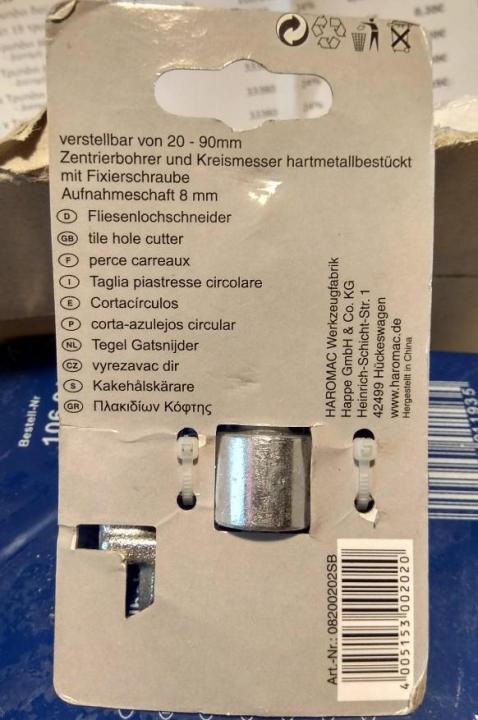 verstellbar von 20 - 90mm
Zentrierbohrer und Kreismesser hartmetallbestückt
mit Fixierschraube
Aufnahmeschaft 8 mm
D Fliesenlochschneider
GB tile hole cutter
F perce carreaux
I Taglia piastresse circolare
E Cortacírculos
P corta-azulejos circular
NL Tegel Gatsnijder
CZ vyrezavac dir
S Kakehålskärare
GR Πλακιδίων Κόφτης
HAROMAC Werkzeugfabrik
Happe GmbH & Co. KG
Heinrich-Schicht-Str. 1
42499 Hückeswagen
www.haromac.de
Hergestellt in China
Art.-Nr.: 08200202SB
4 005153 002020
Bestell-Nr
011935